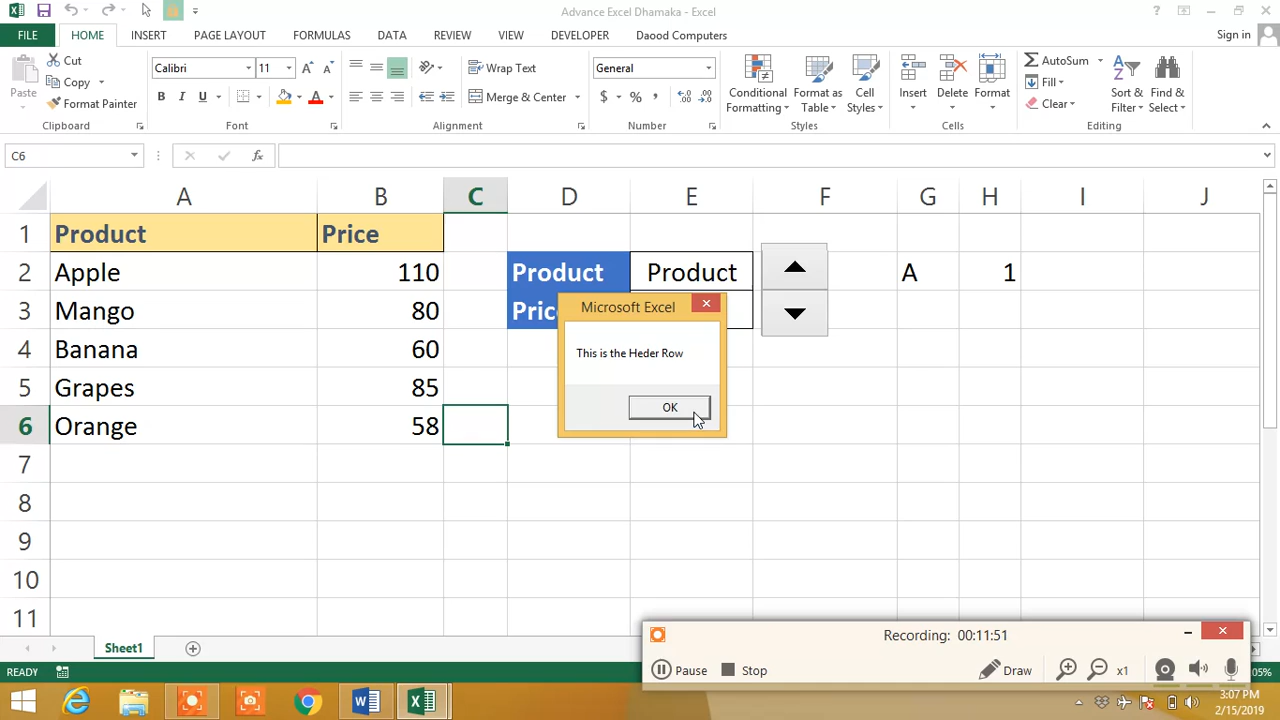 Advance Excel Dhamaka - Excel
FILE HOME INSERT PAGE LAYOUT FORMULAS DATA REVIEW VIEW DEVELOPER Daood Computers Sign in
Paste
Cut
Copy
Format Painter
Clipboard
Calibri 11
B I U A
Font
Wrap Text
Merge & Center
Alignment
General
$ % ,
Number
Conditional Formatting
Format as Table
Cell Styles
Styles
Insert Delete Format
Cells
AutoSum
Fill
Clear
Sort & Filter
Find & Select
Editing
C6 fx
A B C D E F G H I J
1 Product Price
2 Apple 110 Product Product A 1
3 Mango 80 Pric
4 Banana 60
5 Grapes 85
6 Orange 58
7
8
9
10
11
Microsoft Excel
This is the Heder Row
OK
Sheet1
READY
05%
Recording: 00:11:51
Pause Stop Draw x1
3:07 PM
2/15/2019